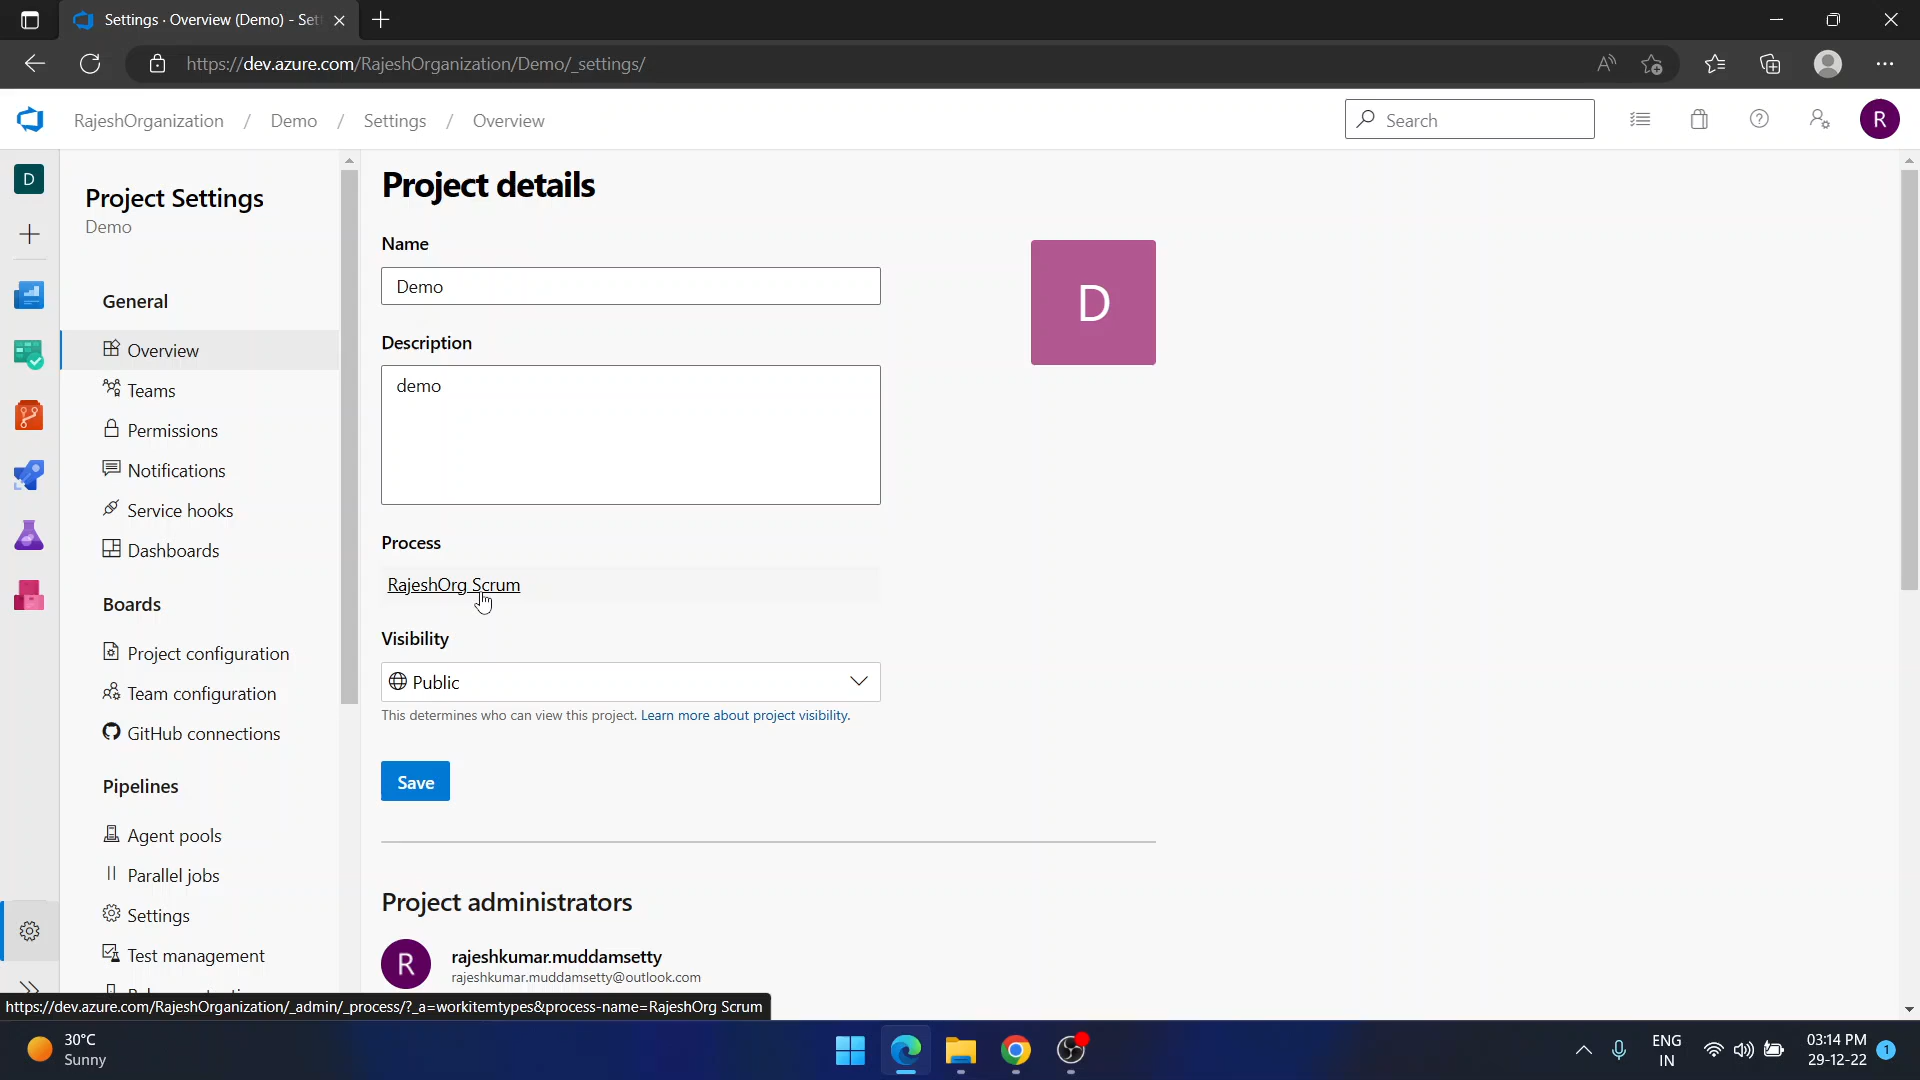 Settings · Overview (Demo) - Set
https://dev.azure.com/RajeshOrganization/Demo/_settings/
RajeshOrganization / Demo / Settings / Overview
Search
R
D
Project Settings
Demo
General
Overview
Teams
Permissions
Notifications
Service hooks
Dashboards
Boards
Project configuration
Team configuration
GitHub connections
Pipelines
Agent pools
Parallel jobs
Settings
Test management
Project details
Name
Demo
D
Description
demo
Process
RajeshOrg Scrum
Visibility
Public
This determines who can view this project. Learn more about project visibility.
Save
Project administrators
R
rajeshkumar.muddamsetty
rajeshkumar.muddamsetty@outlook.com
https://dev.azure.com/RajeshOrganization/_admin/_process/?_a=workitemtypes&process-name=RajeshOrg Scrum
30°C
Sunny
ENG
IN
03:14 PM
29-12-22
1